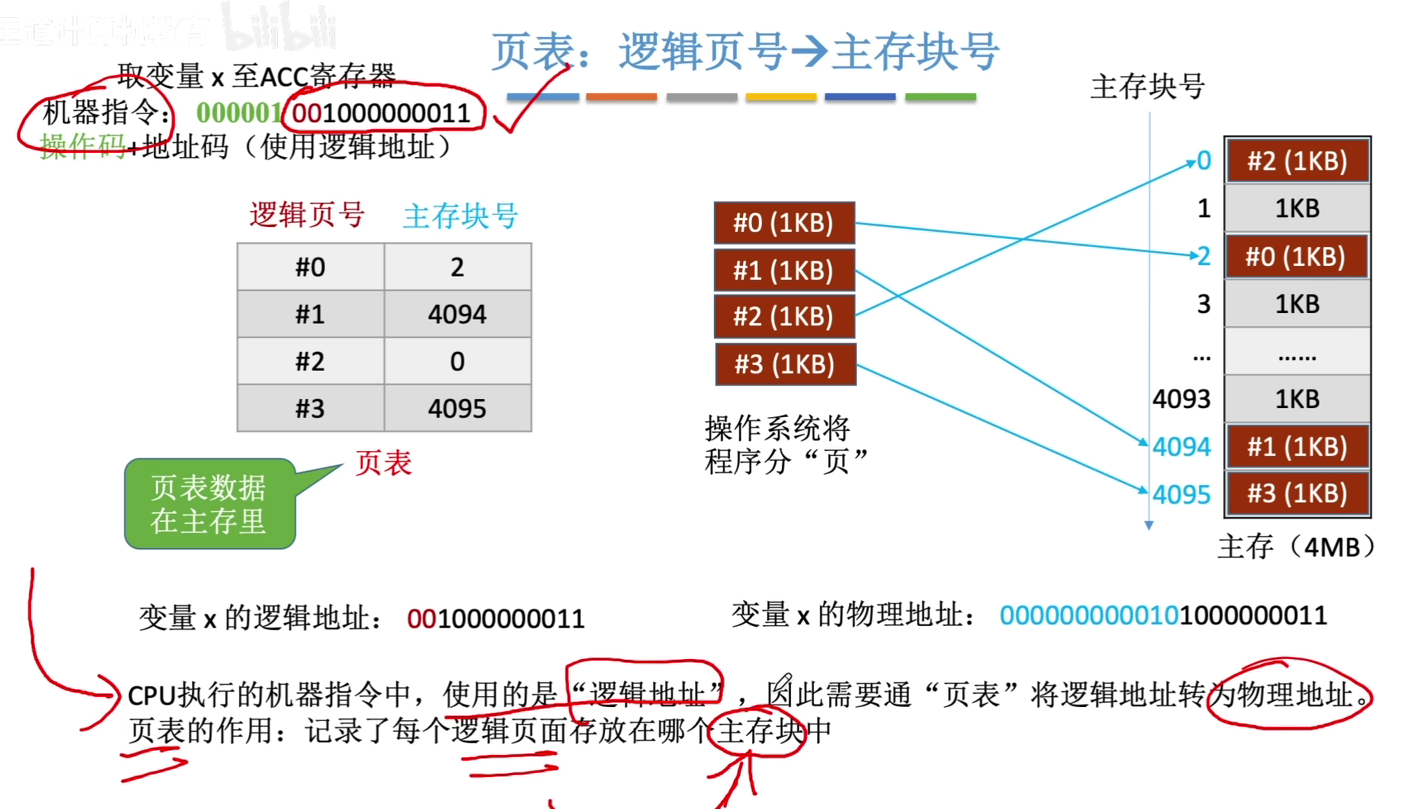 王道计算机教育 bilibili
页表：逻辑页号→主存块号
取变量 x 至ACC寄存器
机器指令： 000001 001000000011
操作码+地址码（使用逻辑地址）
逻辑页号 主存块号
#0 2
#1 4094
#2 0
#3 4095
页表
页表数据
在主存里
#0 (1KB)
#1 (1KB)
#2 (1KB)
#3 (1KB)
操作系统将
程序分“页”
主存块号
0 #2 (1KB)
1 1KB
2 #0 (1KB)
3 1KB
... ……
4093 1KB
4094 #1 (1KB)
4095 #3 (1KB)
主存（4MB）
变量 x 的逻辑地址： 001000000011
变量 x 的物理地址： 0000000000101000000011
CPU执行的机器指令中，使用的是“逻辑地址”，因此需要通“页表”将逻辑地址转为物理地址。
页表的作用：记录了每个逻辑页面存放在哪个主存块中